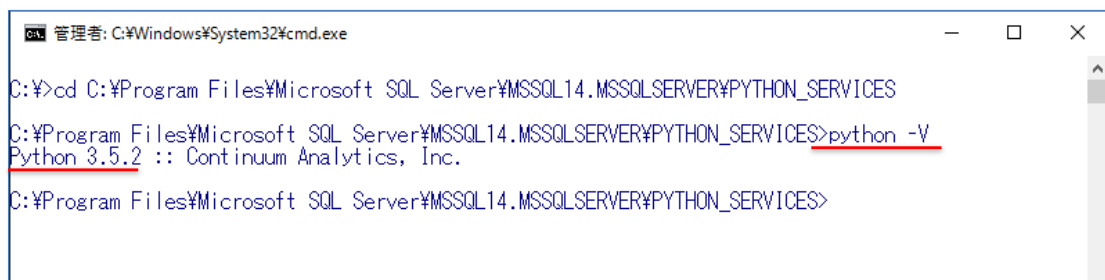 管理者: C:¥Windows¥System32¥cmd.exe
C:¥>cd C:¥Program Files¥Microsoft SQL Server¥MSSQL14.MSSQLSERVER¥PYTHON_SERVICES
C:¥Program Files¥Microsoft SQL Server¥MSSQL14.MSSQLSERVER¥PYTHON_SERVICES>python -V
Python 3.5.2 :: Continuum Analytics, Inc.
C:¥Program Files¥Microsoft SQL Server¥MSSQL14.MSSQLSERVER¥PYTHON_SERVICES>